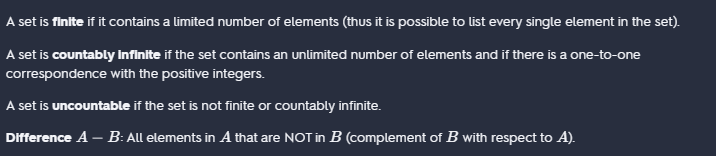 A set is finite if it contains a limited number of elements (thus it is possible to list every single element in the set).
A set is countably infinite if the set contains an unlimited number of elements and if there is a one-to-one
correspondence with the positive integers.
A set is uncountable if the set is not finite or countably infinite.
Difference A − B: All elements in A that are NOT in B (complement of B with respect to A).